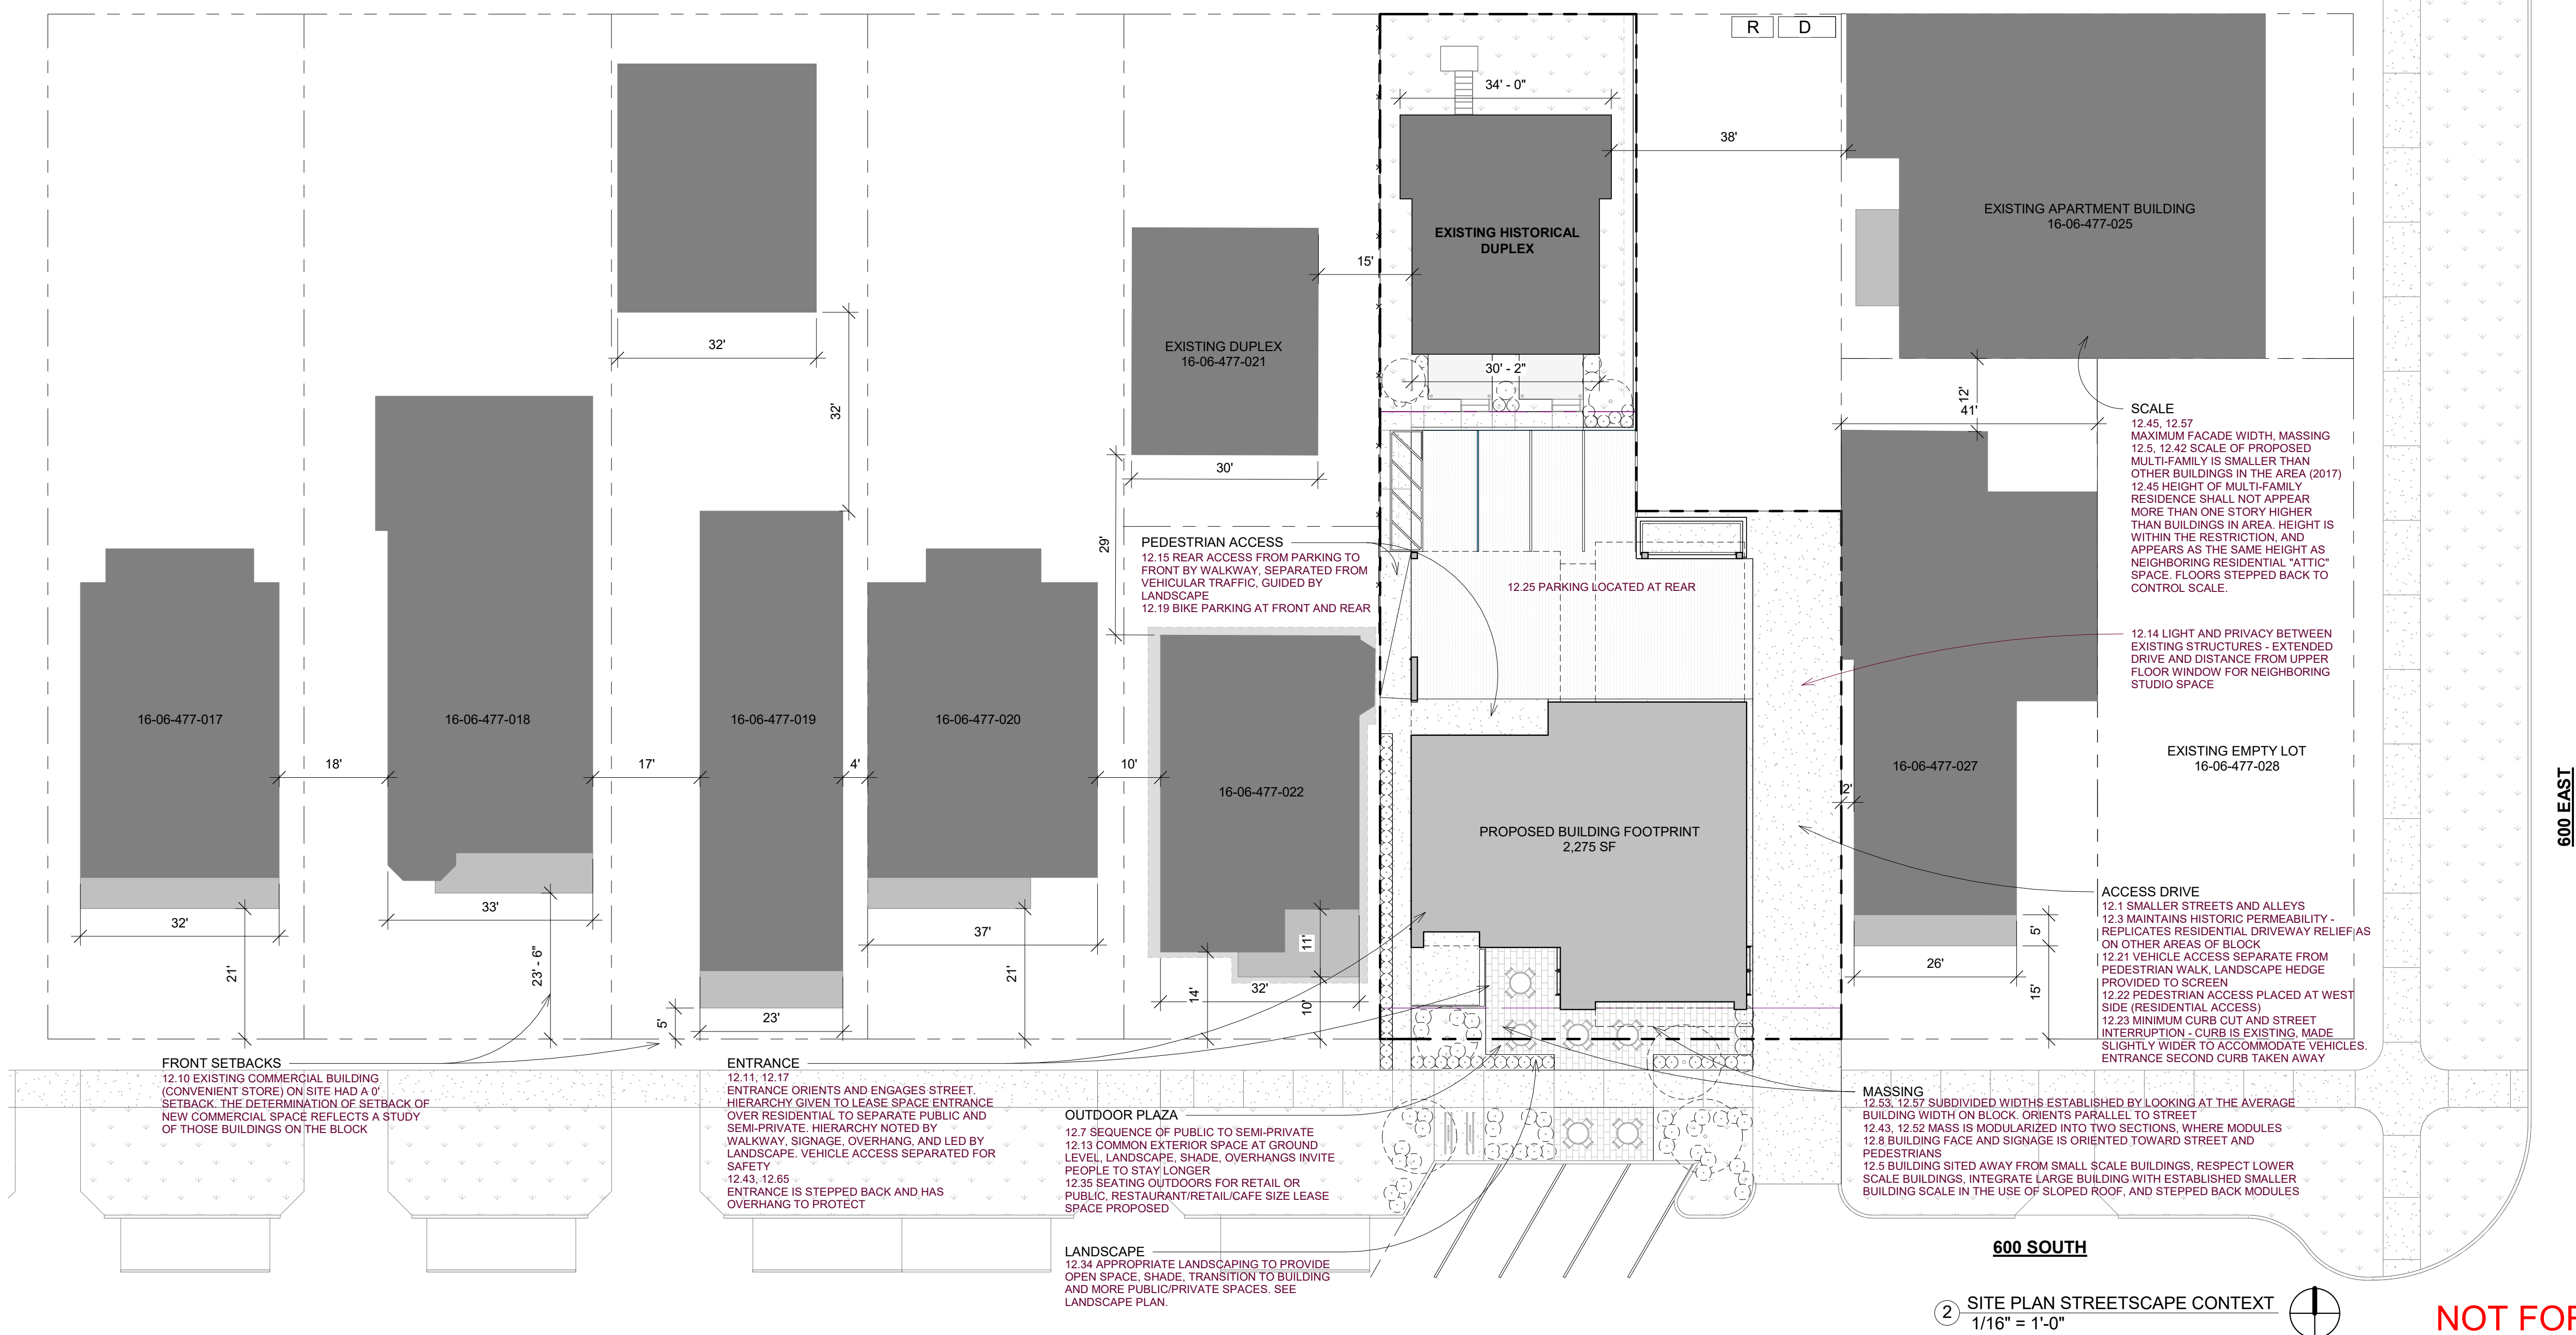 R
D
34' - 0"
38'
EXISTING HISTORICAL
DUPLEX
EXISTING APARTMENT BUILDING
16-06-477-025
15'
32'
EXISTING DUPLEX
16-06-477-021
30' - 2"
32'
12'
41'
30'
29'
SCALE
12.45, 12.57
MAXIMUM FACADE WIDTH, MASSING
12.5, 12.42 SCALE OF PROPOSED
MULTI-FAMILY IS SMALLER THAN
OTHER BUILDINGS IN THE AREA (2017)
12.45 HEIGHT OF MULTI-FAMILY
RESIDENCE SHALL NOT APPEAR
MORE THAN ONE STORY HIGHER
THAN BUILDINGS IN AREA. HEIGHT IS
WITHIN THE RESTRICTION, AND
APPEARS AS THE SAME HEIGHT AS
NEIGHBORING RESIDENTIAL "ATTIC"
SPACE. FLOORS STEPPED BACK TO
CONTROL SCALE.
PEDESTRIAN ACCESS
12.15 REAR ACCESS FROM PARKING TO
FRONT BY WALKWAY, SEPARATED FROM
VEHICULAR TRAFFIC, GUIDED BY
LANDSCAPE
12.19 BIKE PARKING AT FRONT AND REAR
12.25 PARKING LOCATED AT REAR
12.14 LIGHT AND PRIVACY BETWEEN
EXISTING STRUCTURES - EXTENDED
DRIVE AND DISTANCE FROM UPPER
FLOOR WINDOW FOR NEIGHBORING
STUDIO SPACE
16-06-477-017
16-06-477-018
16-06-477-019
16-06-477-020
18'
17'
4'
10'
16-06-477-022
16-06-477-027
EXISTING EMPTY LOT
16-06-477-028
2'
600 EAST
PROPOSED BUILDING FOOTPRINT
2,275 SF
32'
33'
37'
11'
21'
23' - 6"
21'
14'
32'
10'
5'
23'
5'
26'
15'
ACCESS DRIVE
12.1 SMALLER STREETS AND ALLEYS
12.3 MAINTAINS HISTORIC PERMEABILITY -
REPLICATES RESIDENTIAL DRIVEWAY RELIEF AS
ON OTHER AREAS OF BLOCK
12.21 VEHICLE ACCESS SEPARATE FROM
PEDESTRIAN WALK, LANDSCAPE HEDGE
PROVIDED TO SCREEN
12.22 PEDESTRIAN ACCESS PLACED AT WEST
SIDE (RESIDENTIAL ACCESS)
12.23 MINIMUM CURB CUT AND STREET
INTERRUPTION - CURB IS EXISTING, MADE
SLIGHTLY WIDER TO ACCOMMODATE VEHICLES.
ENTRANCE SECOND CURB TAKEN AWAY
FRONT SETBACKS
12.10 EXISTING COMMERCIAL BUILDING
(CONVENIENT STORE) ON SITE HAD A 0'
SETBACK. THE DETERMINATION OF SETBACK OF
NEW COMMERCIAL SPACE REFLECTS A STUDY
OF THOSE BUILDINGS ON THE BLOCK
ENTRANCE
12.11, 12.17
ENTRANCE ORIENTS AND ENGAGES STREET.
HIERARCHY GIVEN TO LEASE SPACE ENTRANCE
OVER RESIDENTIAL TO SEPARATE PUBLIC AND
SEMI-PRIVATE. HIERARCHY NOTED BY
WALKWAY, SIGNAGE, OVERHANG, AND LED BY
LANDSCAPE. VEHICLE ACCESS SEPARATED FOR
SAFETY
12.43, 12.65
ENTRANCE IS STEPPED BACK AND HAS
OVERHANG TO PROTECT
OUTDOOR PLAZA
12.7 SEQUENCE OF PUBLIC TO SEMI-PRIVATE
12.13 COMMON EXTERIOR SPACE AT GROUND
LEVEL, LANDSCAPE, SHADE, OVERHANGS INVITE
PEOPLE TO STAY LONGER
12.35 SEATING OUTDOORS FOR RETAIL OR
PUBLIC, RESTAURANT/RETAIL/CAFE SIZE LEASE
SPACE PROPOSED
MASSING
12.53, 12.57 SUBDIVIDED WIDTHS ESTABLISHED BY LOOKING AT THE AVERAGE
BUILDING WIDTH ON BLOCK. ORIENTS PARALLEL TO STREET
12.43, 12.52 MASS IS MODULARIZED INTO TWO SECTIONS, WHERE MODULES
12.8 BUILDING FACE AND SIGNAGE IS ORIENTED TOWARD STREET AND
PEDESTRIANS
12.5 BUILDING SITED AWAY FROM SMALL SCALE BUILDINGS, RESPECT LOWER
SCALE BUILDINGS, INTEGRATE LARGE BUILDING WITH ESTABLISHED SMALLER
BUILDING SCALE IN THE USE OF SLOPED ROOF, AND STEPPED BACK MODULES
LANDSCAPE
12.34 APPROPRIATE LANDSCAPING TO PROVIDE
OPEN SPACE, SHADE, TRANSITION TO BUILDING
AND MORE PUBLIC/PRIVATE SPACES. SEE
LANDSCAPE PLAN.
600 SOUTH
2 SITE PLAN STREETSCAPE CONTEXT
1/16" = 1'-0"
NOT FOR